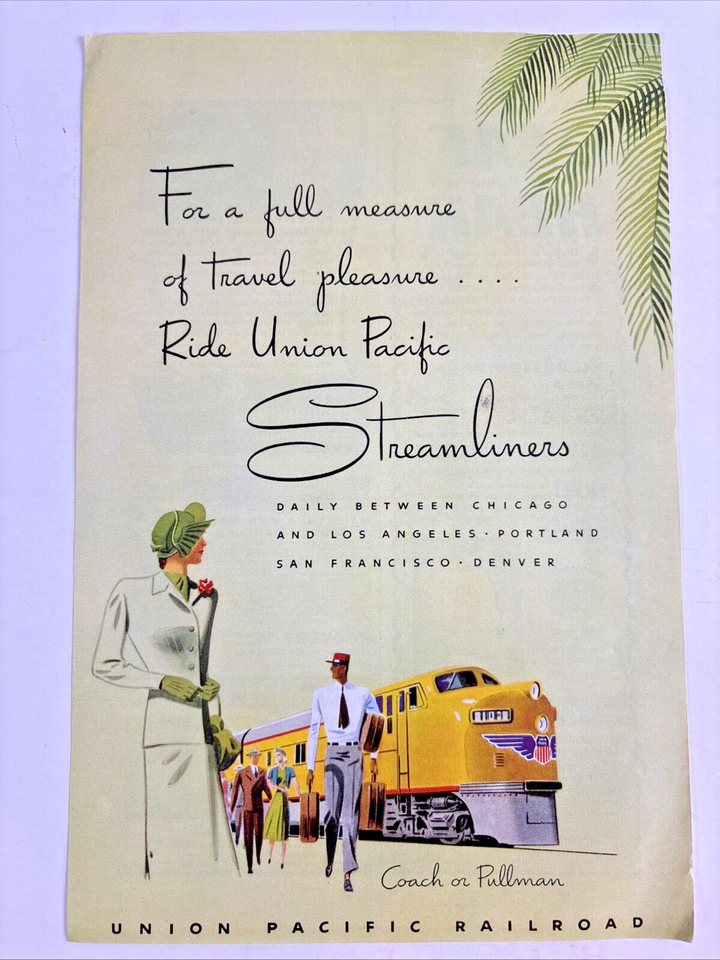 For a full measure
of travel pleasure ....
Ride Union Pacific
Streamliners
DAILY BETWEEN CHICAGO
AND LOS ANGELES · PORTLAND
SAN FRANCISCO · DENVER
Coach or Pullman
UNION PACIFIC RAILROAD